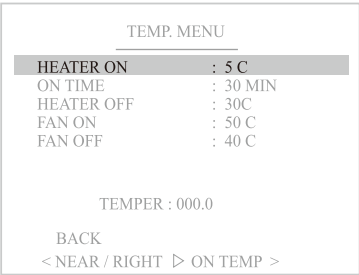 TEMP. MENU
HEATER ON : 5 C
ON TIME : 30 MIN
HEATER OFF : 30C
FAN ON : 50 C
FAN OFF : 40 C
TEMPER : 000.0
BACK
< NEAR / RIGHT ▷ ON TEMP >